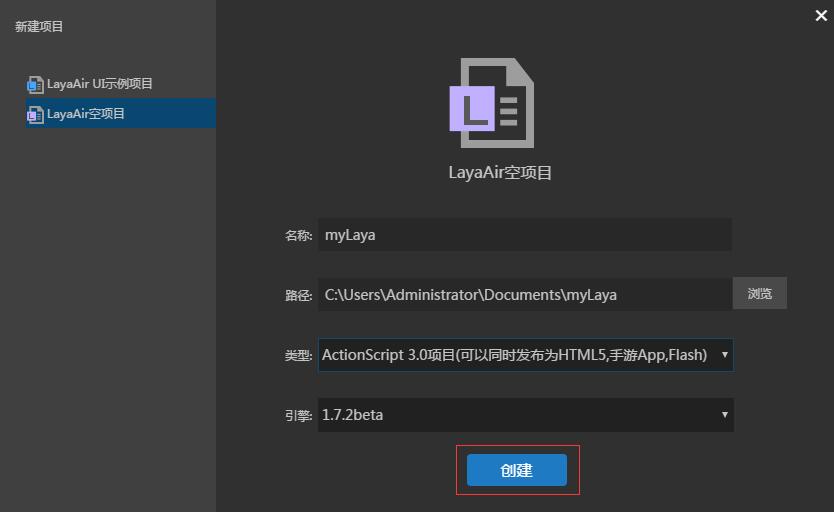 新建项目
LayaAir UI示例项目
LayaAir空项目
LayaAir空项目
名称: myLaya
路径: C:\Users\Administrator\Documents\myLaya 浏览
类型: ActionScript 3.0项目(可以同时发布为HTML5,手游App,Flash)
引擎: 1.7.2beta
创建